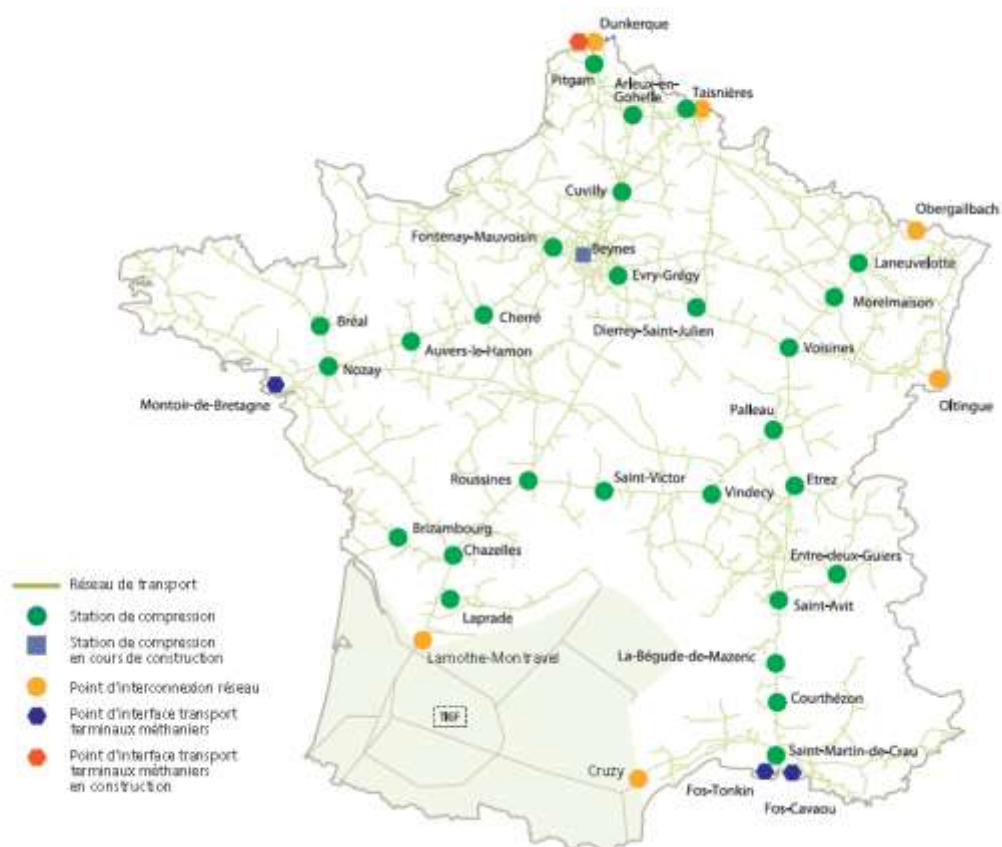 Dunkerque
Pitgam
Arleux-en-
Gohelle
Taisnières
Cuvilly
Obergailbach
Fontenay-Mauvoisin
Beynes
Laneuvelotte
Evry-Grégy
Morelmaison
Cherré
Dierrey-Saint-Julien
Bréal
Auvers-le-Hamon
Voisines
Nozay
Montoir-de-Bretagne
Oltingue
Palleau
Roussines
Saint-Victor
Vindecy
Etrez
Brizambourg
Chazelles
Entre-deux-Guiers
Laprade
Saint-Avit
Lamothe-Montravel
La-Bégude-de-Mazenc
Courthézon
TIGF
Saint-Martin-de-Crau
Cruzy
Fos-Tonkin
Fos-Cavaou
Réseau de transport
Station de compression
Station de compression
en cours de construction
Point d'interconnexion réseau
Point d'interface transport
terminaux méthaniers
Point d'interface transport
terminaux méthaniers
en construction